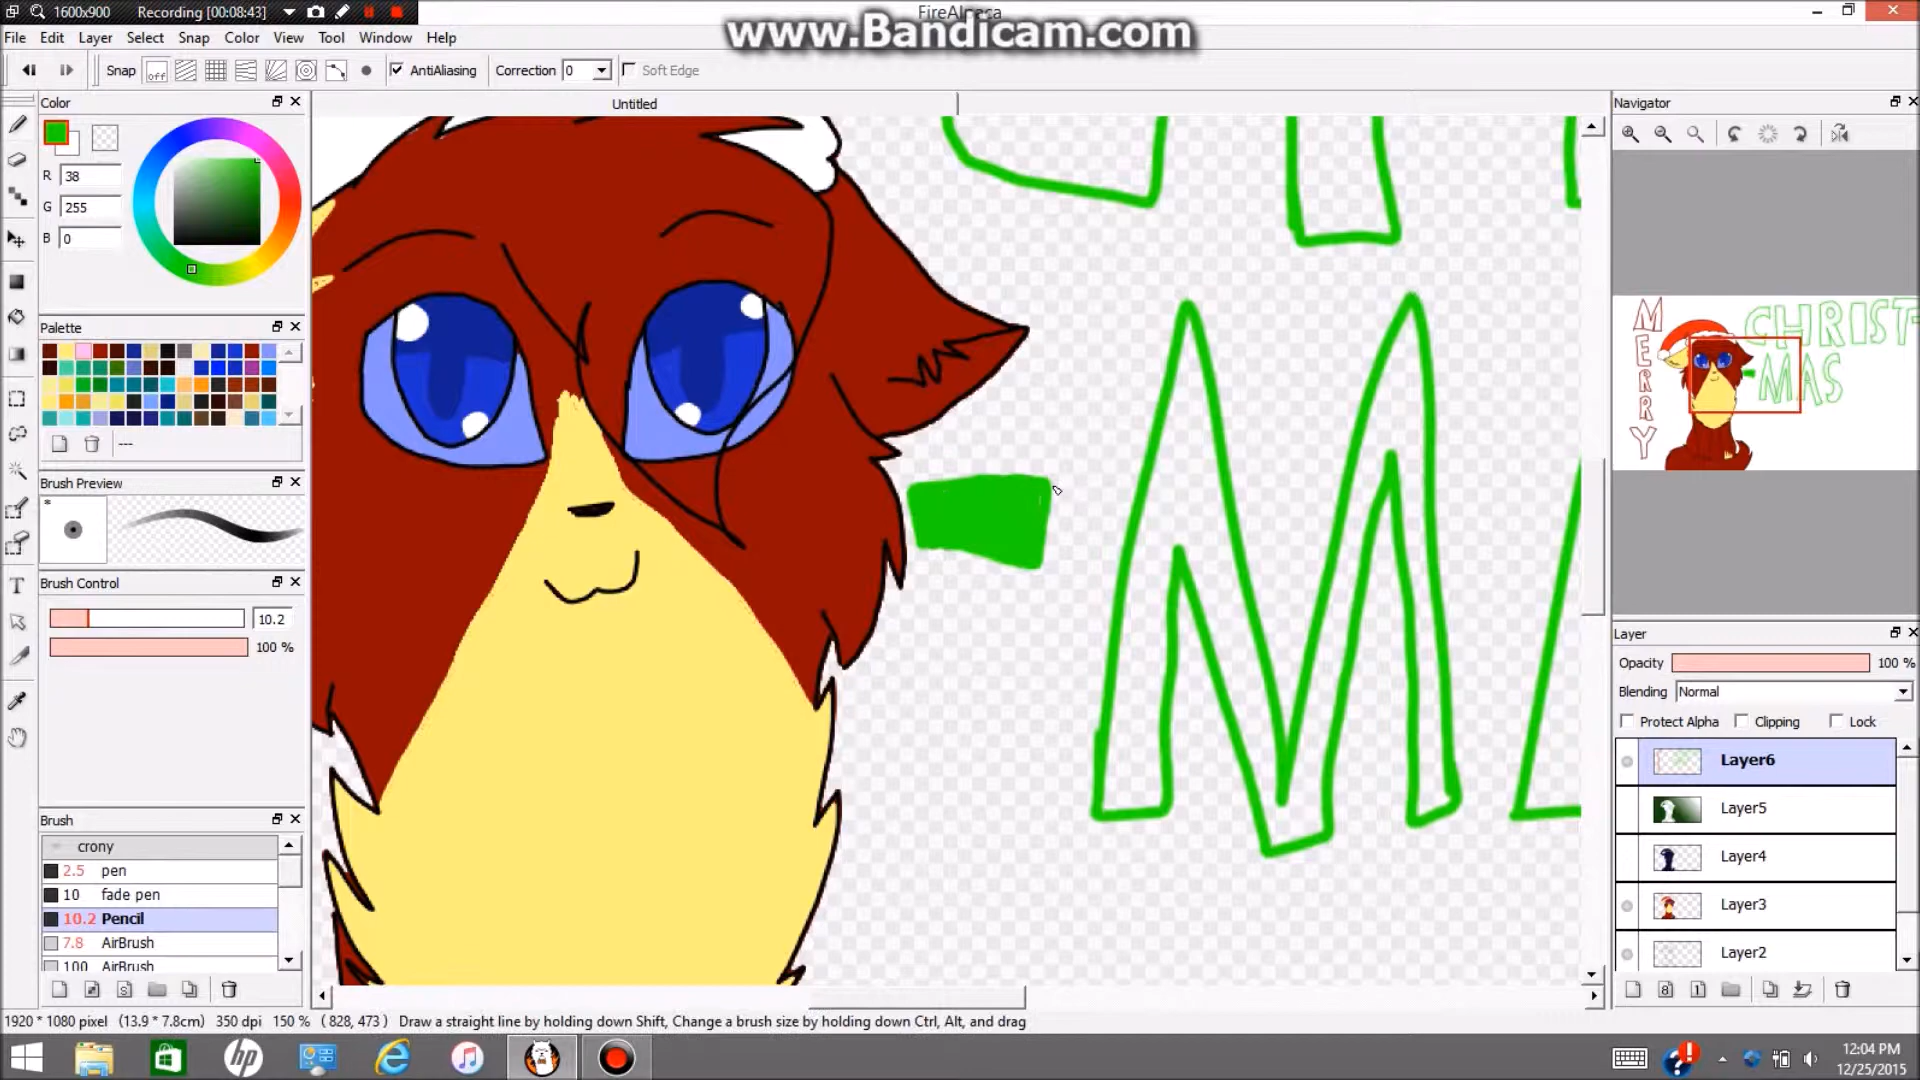 1600x900 Recording [00:08:43]
FireAlpaca
www.Bandicam.com
File Edit Layer Select Snap Color View Tool Window Help
Snap off AntiAliasing Correction 0 Soft Edge
Color
R 38
G 255
B 0
Palette
---
Brush Preview
*
Brush Control
10.2
100 %
Brush
crony
2.5 pen
10 fade pen
10.2 Pencil
7.8 AirBrush
100 AirBrush
Untitled
M
Navigator
MERRY
CHRIST-
MAS
Layer
Opacity 100 %
Blending Normal
Protect Alpha Clipping Lock
Layer6
Layer5
Layer4
Layer3
Layer2
1920 * 1080 pixel (13.9 * 7.8cm) 350 dpi 150 % ( 828, 473 ) Draw a straight line by holding down Shift, Change a brush size by holding down Ctrl, Alt, and drag
hp
12:04 PM
12/25/2015